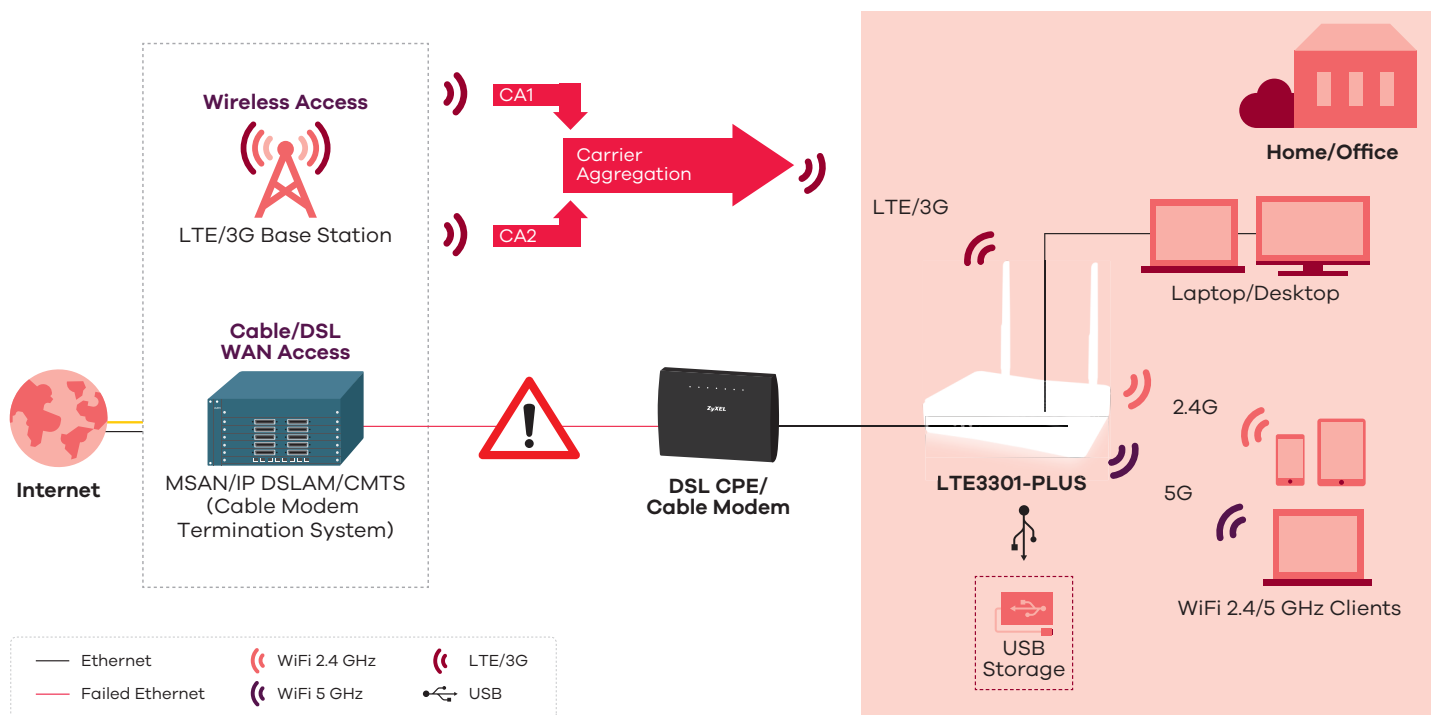 Wireless Access
LTE/3G Base Station
CA1
Carrier
Aggregation
CA2
Home/Office
LTE/3G
Laptop/Desktop
Cable/DSL
WAN Access
Internet
MSAN/IP DSLAM/CMTS
(Cable Modem
Termination System)
ZyXEL
DSL CPE/
Cable Modem
LTE3301-PLUS
2.4G
5G
WiFi 2.4/5 GHz Clients
USB
Storage
Ethernet
WiFi 2.4 GHz
LTE/3G
Failed Ethernet
WiFi 5 GHz
USB